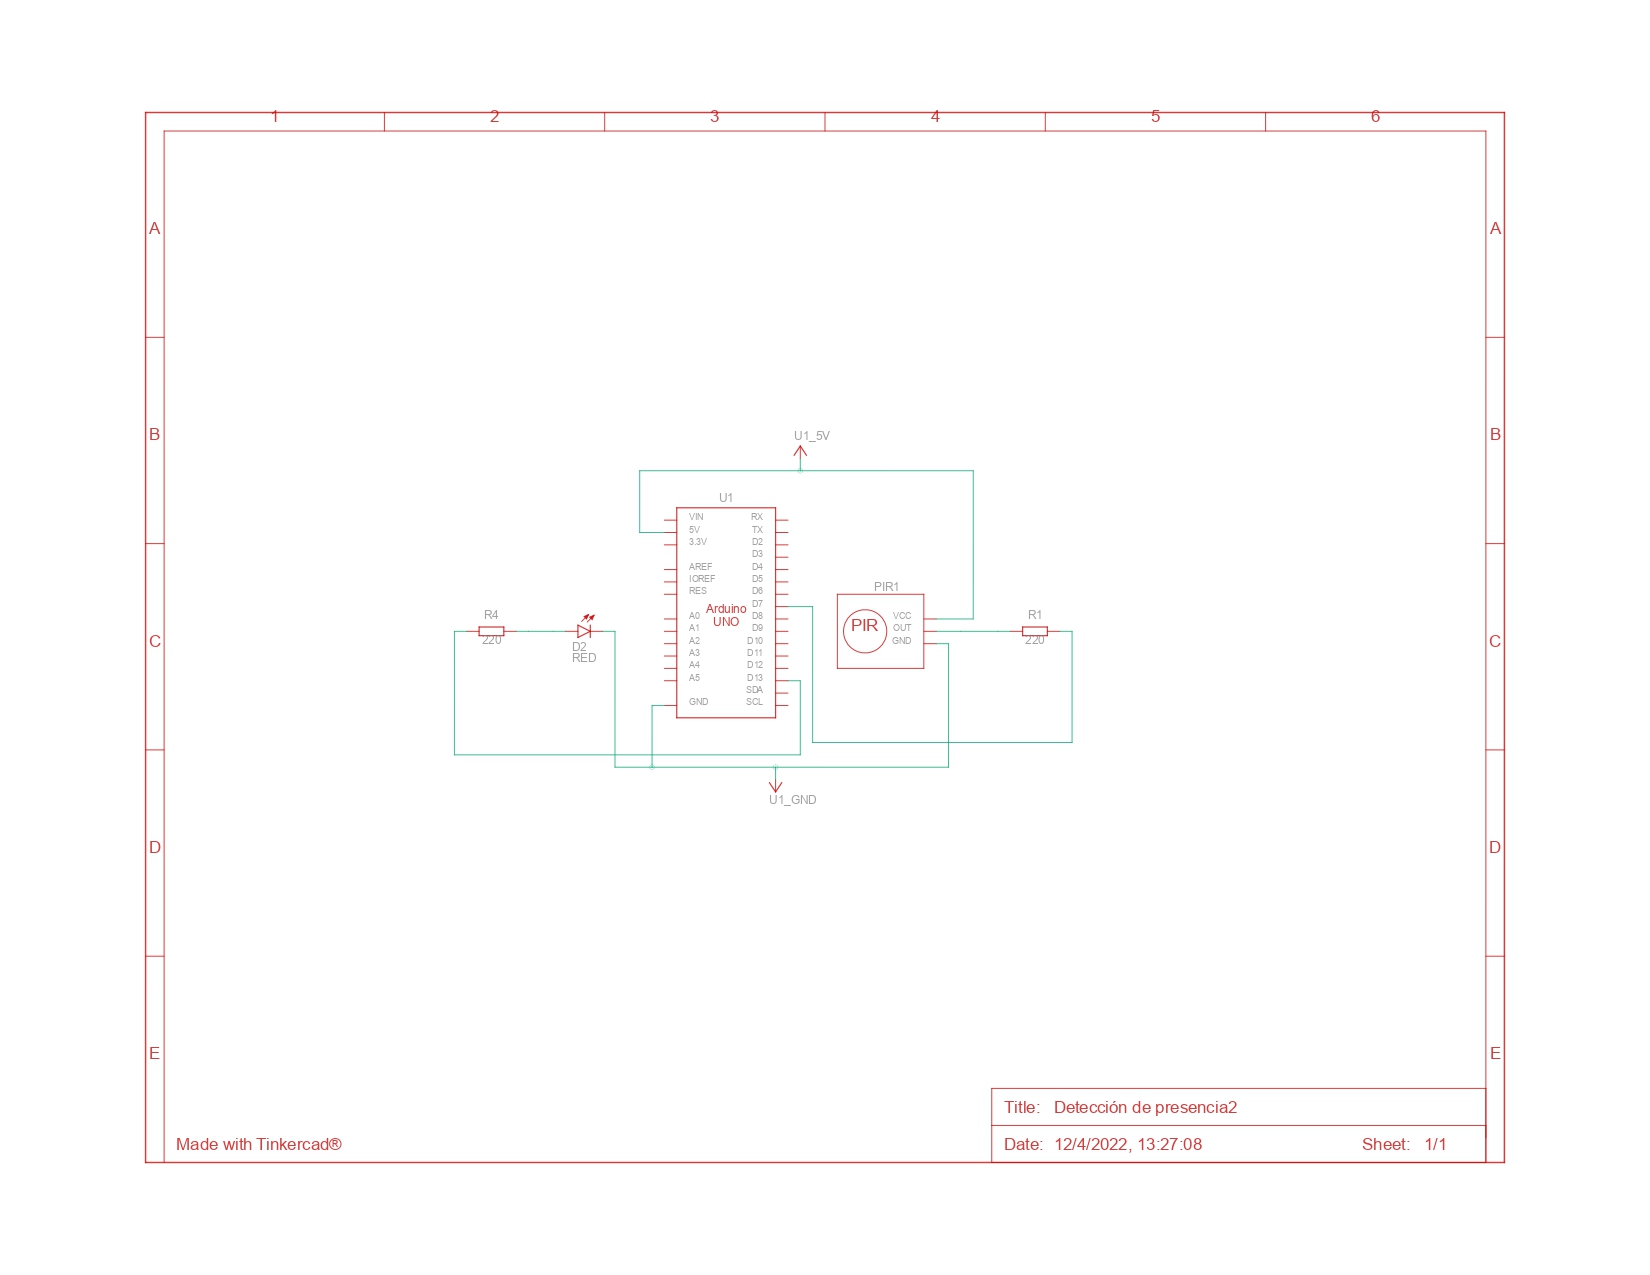 1 2 3 4 5 6
A A
B B
U1_5V
U1
VIN RX
5V TX
3.3V D2
D3
AREF D4
IOREF D5
RES D6
D7
A0 D8
A1 D9
A2 D10
A3 D11
A4 D12
A5 D13
SDA
GND SCL
Arduino
UNO
PIR1
PIR
VCC
OUT
GND
R4
220
D2
RED
R1
220
C C
U1_GND
D D
E E
Title: Detección de presencia2
Date: 12/4/2022, 13:27:08 Sheet: 1/1
Made with Tinkercad®